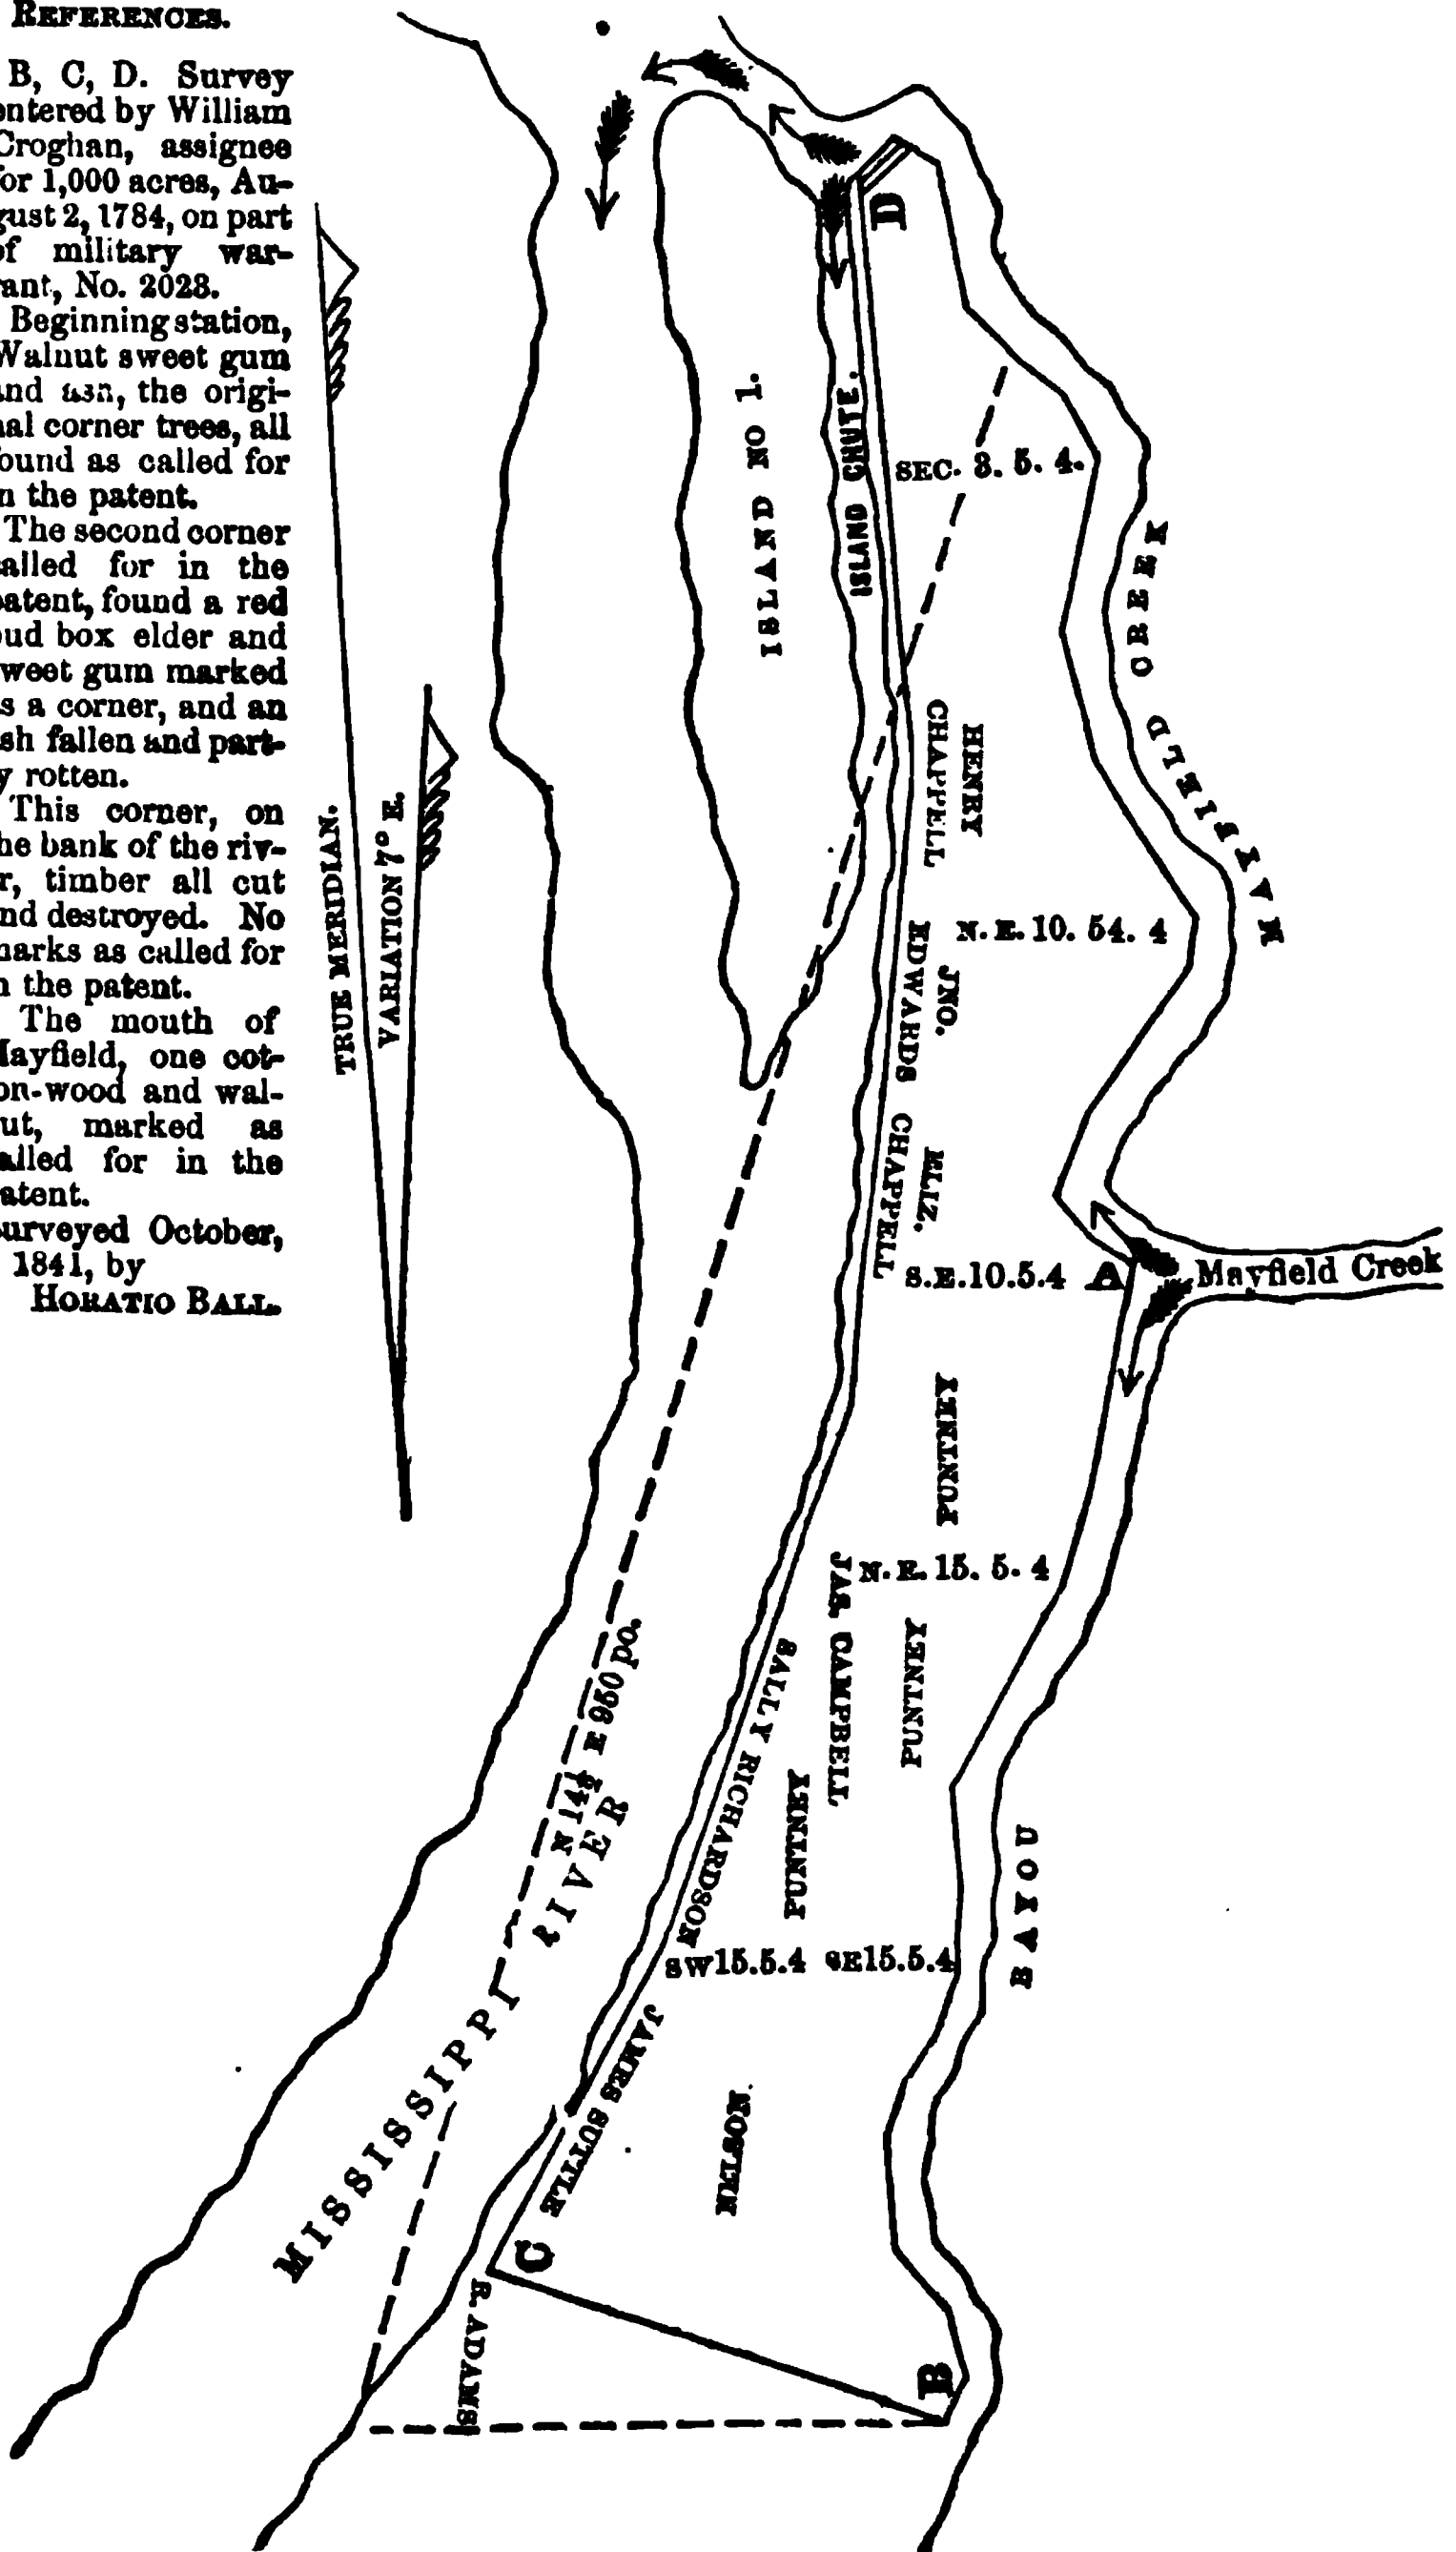 REFERENCES.
B, C, D. Survey
entered by William
Croghan, assignee
for 1,000 acres, Au-
gust 2, 1784, on part
of military war-
rant, No. 2023.
Beginning station,
Walnut sweet gum
and ash, the origi-
nal corner trees, all
found as called for
in the patent.
The second corner
called for in the
patent, found a red
bud box elder and
sweet gum marked
as a corner, and an
ash fallen and part-
ly rotten.
This corner, on
the bank of the riv-
er, timber all cut
and destroyed. No
marks as called for
in the patent.
The mouth of
Mayfield, one cot-
ton-wood and wal-
nut, marked as
called for in the
patent.
Surveyed October,
1841, by
HORATIO BALL.
TRUE MERIDIAN.
VARIATION 7° E.
ISLAND NO 1.
ISLAND CHUTE.
D
SEC. 3. 5. 4.
MAYFIELD CREEK
HENRY
CHAPPELL
N. E. 10. 54. 4
JNO.
EDWARDS
ELIZ.
CHAPPELL
S.E.10.5.4
A
Mayfield Creek
PUNTNEY
N. E. 15. 5. 4
JAS. CAMPBELL
PUNTNEY
SALLY RICHARDSON
PUNTNEY
N 14½ E 950 po.
MISSISSIPPI RIVER
BAYOU
SW15.5.4 SE15.5.4
JAMES SUTTLE
NELSON
C
R. ADAMS
B